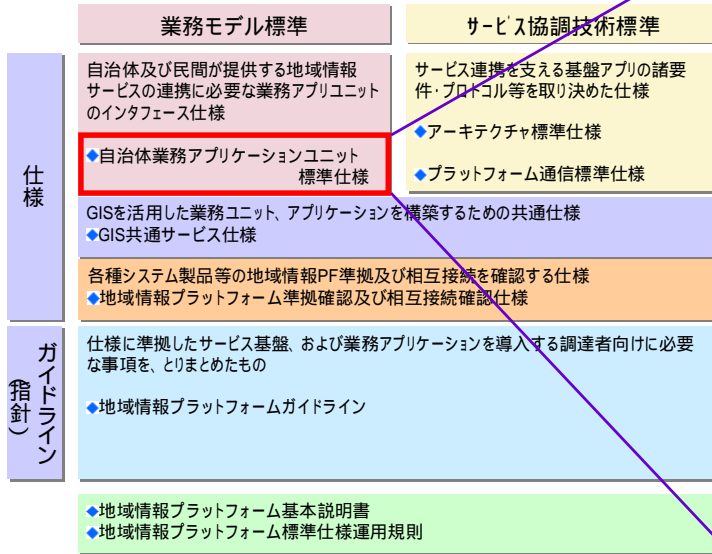 業務モデル標準
サービス協調技術標準
仕様
自治体及び民間が提供する地域情報
サービスの連携に必要な業務アプリユニット
のインタフェース仕様
◆自治体業務アプリケーションユニット
標準仕様
サービス連携を支える基盤アプリの諸要
件・プロトコル等を取り決めた仕様
◆アーキテクチャ標準仕様
◆プラットフォーム通信標準仕様
GISを活用した業務ユニット、アプリケーションを構築するための共通仕様
◆GIS共通サービス仕様
各種システム製品等の地域情報PF準拠及び相互接続を確認する仕様
◆地域情報プラットフォーム準拠確認及び相互接続確認仕様
ガイドライン
(指針)
仕様に準拠したサービス基盤、および業務アプリケーションを導入する調達者向けに必要
な事項を、とりまとめたもの
◆地域情報プラットフォームガイドライン
◆地域情報プラットフォーム基本説明書
◆地域情報プラットフォーム標準仕様運用規則